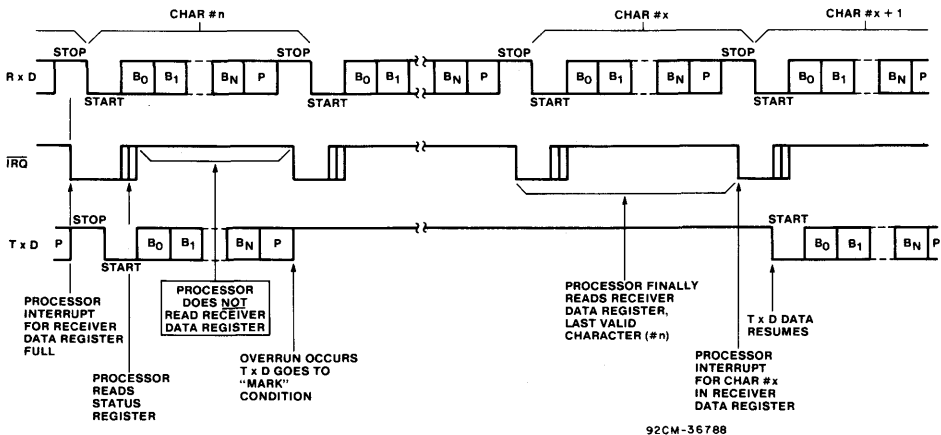 CHAR #n
CHAR #x
CHAR #x + 1
STOP
STOP
STOP
STOP
R x D
B0
B1
BN
P
B0
B1
BN
P
B0
B1
BN
P
B0
B1
BN
P
START
START
START
START
IRQ
STOP
START
T x D
P
B0
B1
BN
P
B0
B1
BN
P
START
PROCESSOR
INTERRUPT
FOR RECEIVER
DATA REGISTER
FULL
PROCESSOR
READS
STATUS
REGISTER
PROCESSOR
DOES NOT
READ RECEIVER
DATA REGISTER
OVERRUN OCCURS
T x D GOES TO
"MARK"
CONDITION
PROCESSOR FINALLY
READS RECEIVER
DATA REGISTER,
LAST VALID
CHARACTER (#n)
PROCESSOR
INTERRUPT
FOR CHAR #x
IN RECEIVER
DATA REGISTER
T x D DATA
RESUMES
92CM-36788